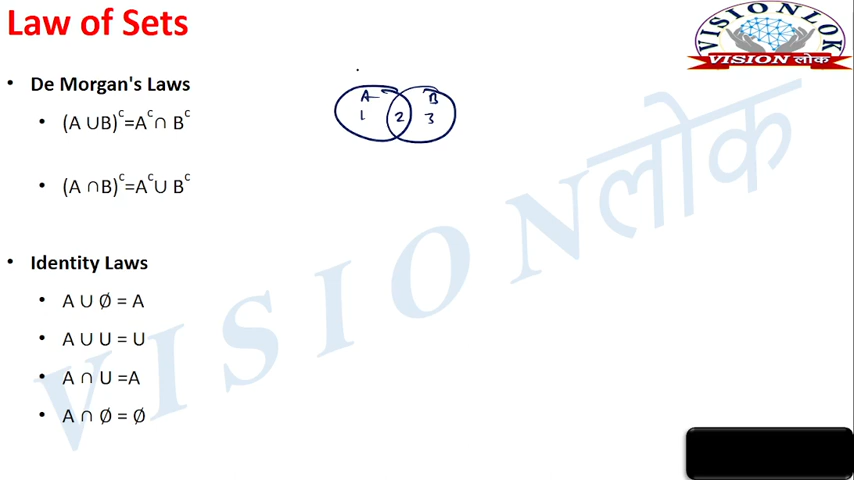 Law of Sets
VISIONLOK
VISION लोक
• De Morgan's Laws
• (A ∪B)ᶜ=Aᶜ∩ Bᶜ
A B
1 2 3
• (A ∩B)ᶜ=Aᶜ∪ Bᶜ
• Identity Laws
• A ∪ Ø = A
• A ∪ U = U
• A ∩ U =A
• A ∩ Ø = Ø
VISIONलोक